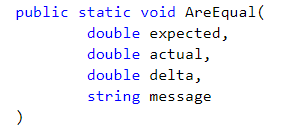 public static void AreEqual(
        double expected,
        double actual,
        double delta,
        string message
)